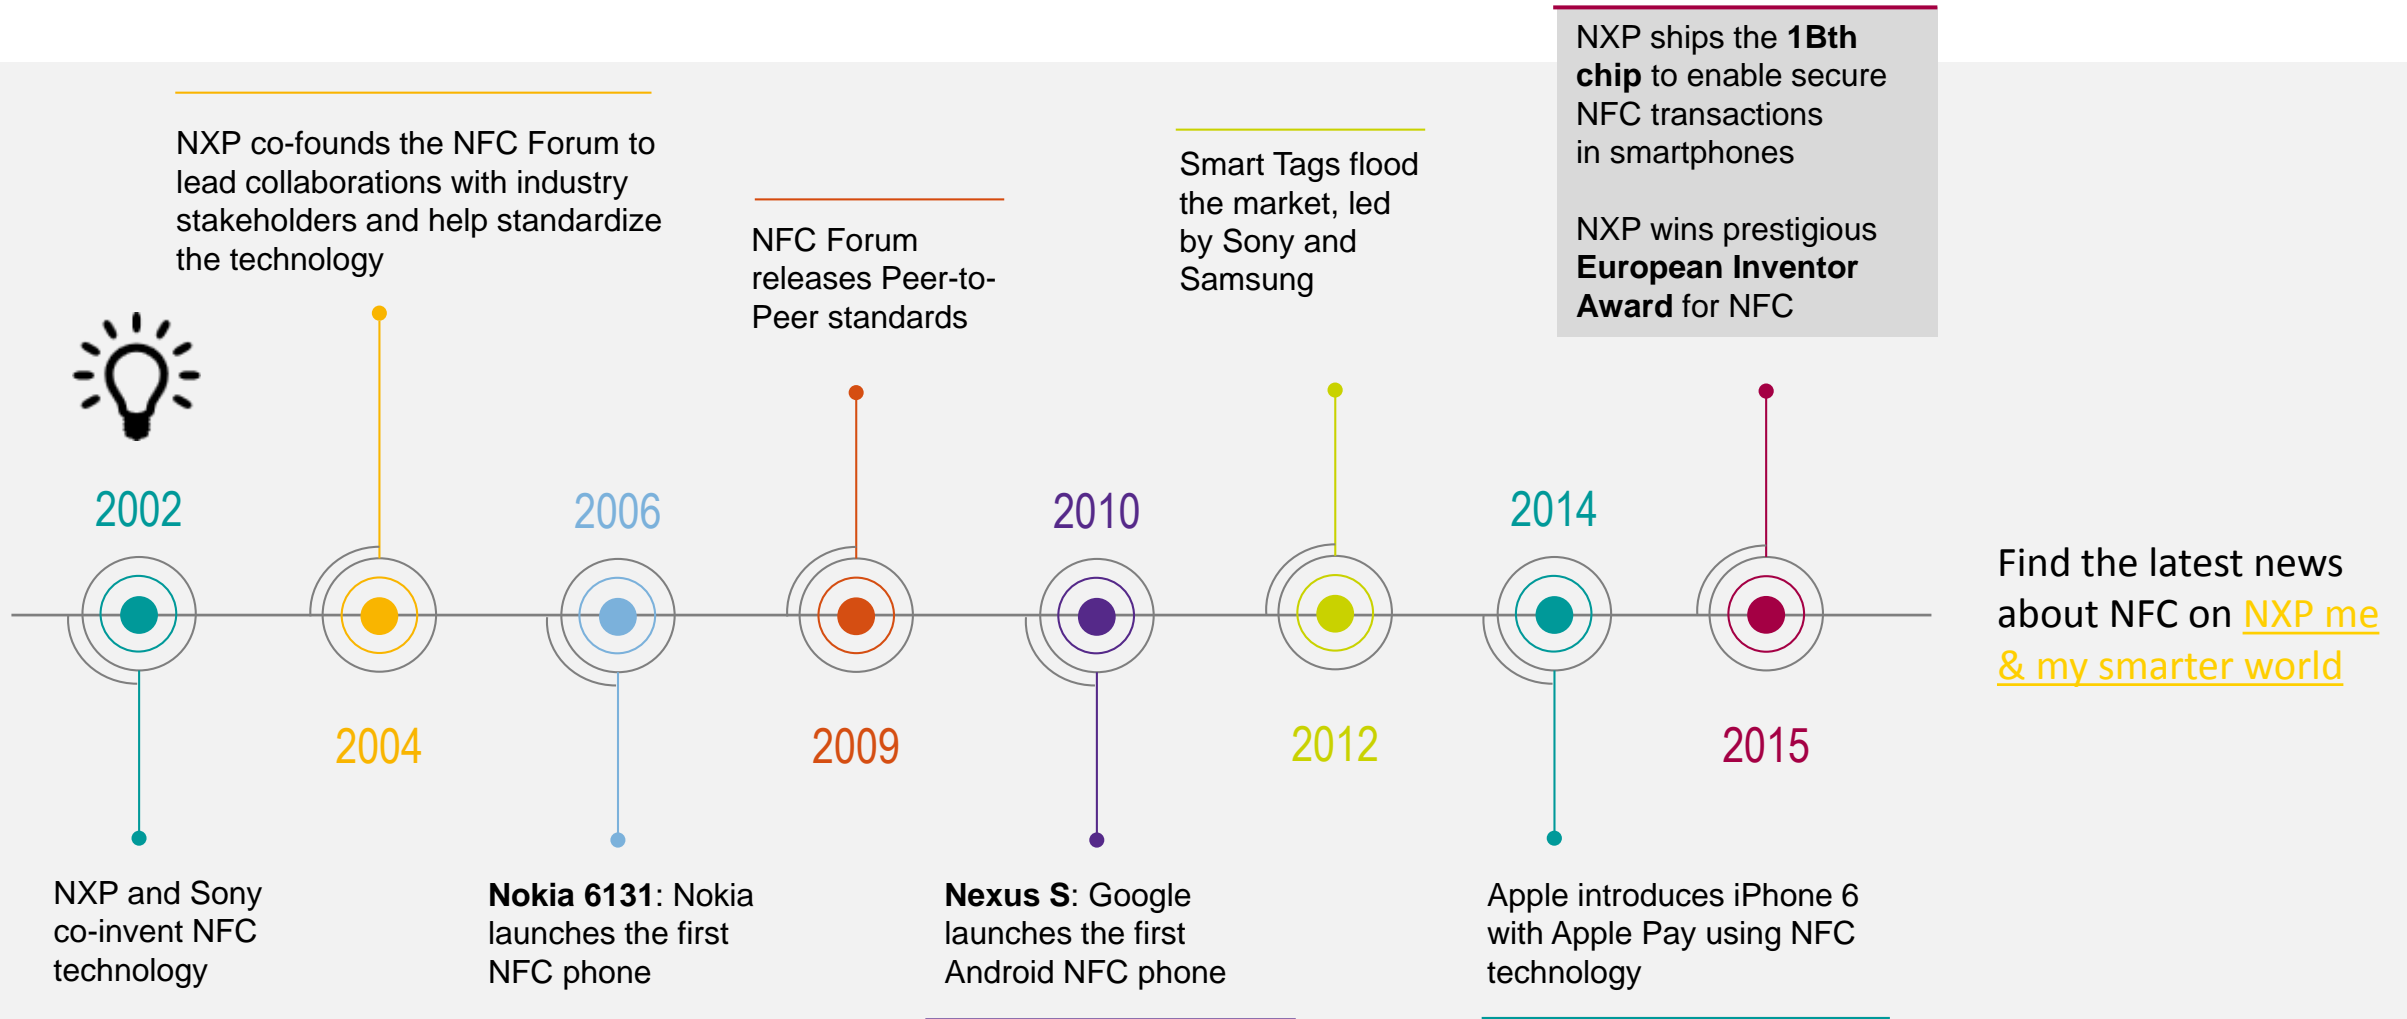 NXP co-founds the NFC Forum to
lead collaborations with industry
stakeholders and help standardize
the technology
NFC Forum
releases Peer-to-
Peer standards
Smart Tags flood
the market, led
by Sony and
Samsung
NXP ships the 1Bth
chip to enable secure
NFC transactions
in smartphones
NXP wins prestigious
European Inventor
Award for NFC
2002
2006
2010
2014
2004
2009
2012
2015
NXP and Sony
co-invent NFC
technology
Nokia 6131: Nokia
launches the first
NFC phone
Nexus S: Google
launches the first
Android NFC phone
Apple introduces iPhone 6
with Apple Pay using NFC
technology
Find the latest news
about NFC on NXP me
& my smarter world